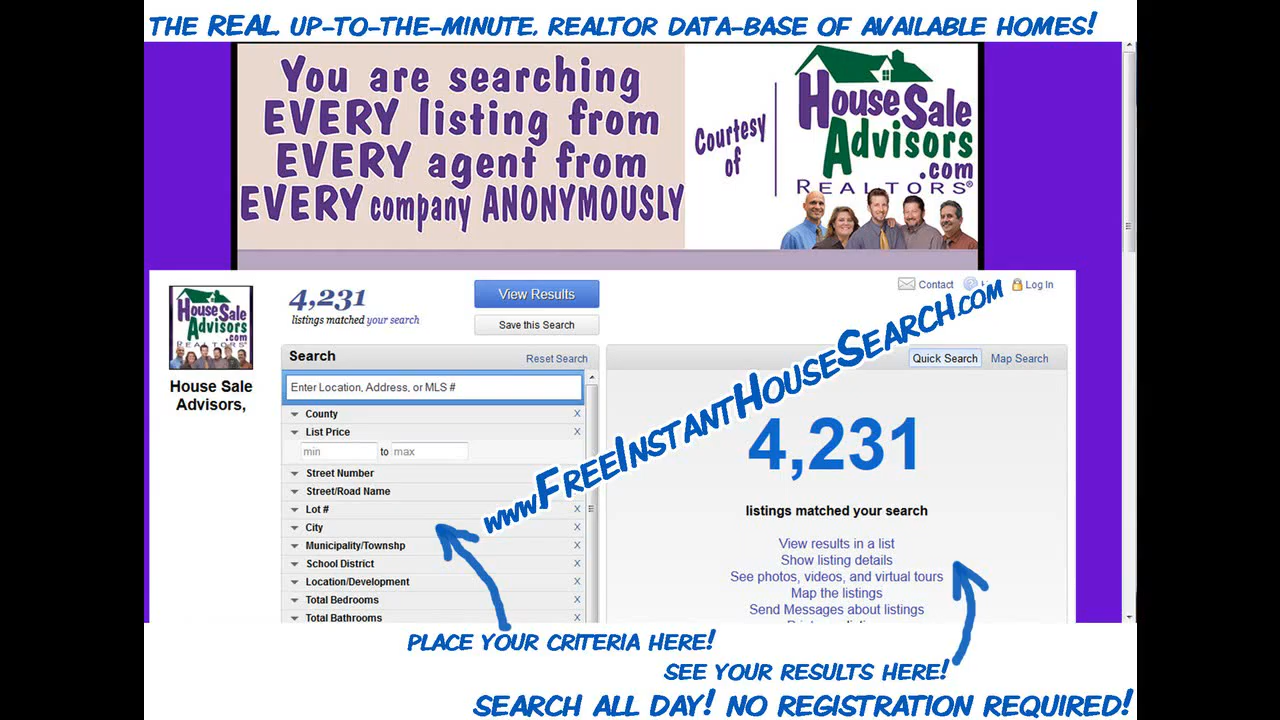 THE REAL, UP-TO-THE-MINUTE, REALTOR DATA-BASE OF AVAILABLE HOMES!
You are searching
EVERY listing from
EVERY agent from
EVERY company ANONYMOUSLY
Courtesy
of
HouseSale
Advisors
.com
REALTORS®
4,231
listings matched your search
View Results
Save this Search
Contact
Log In
House Sale
Advisors
.com
REALTORS
House Sale
Advisors,
Search
Reset Search
Quick Search
Map Search
Enter Location, Address, or MLS #
County X
List Price X
min to max
Street Number
Street/Road Name
Lot # X
City X
Municipality/Townshp X
School District X
Location/Development X
Total Bedrooms X
Total Bathrooms X
www.FreeInstantHouseSearch.com
4,231
listings matched your search
View results in a list
Show listing details
See photos, videos, and virtual tours
Map the listings
Send Messages about listings
PLACE YOUR CRITERIA HERE!
SEE YOUR RESULTS HERE!
SEARCH ALL DAY! NO REGISTRATION REQUIRED!